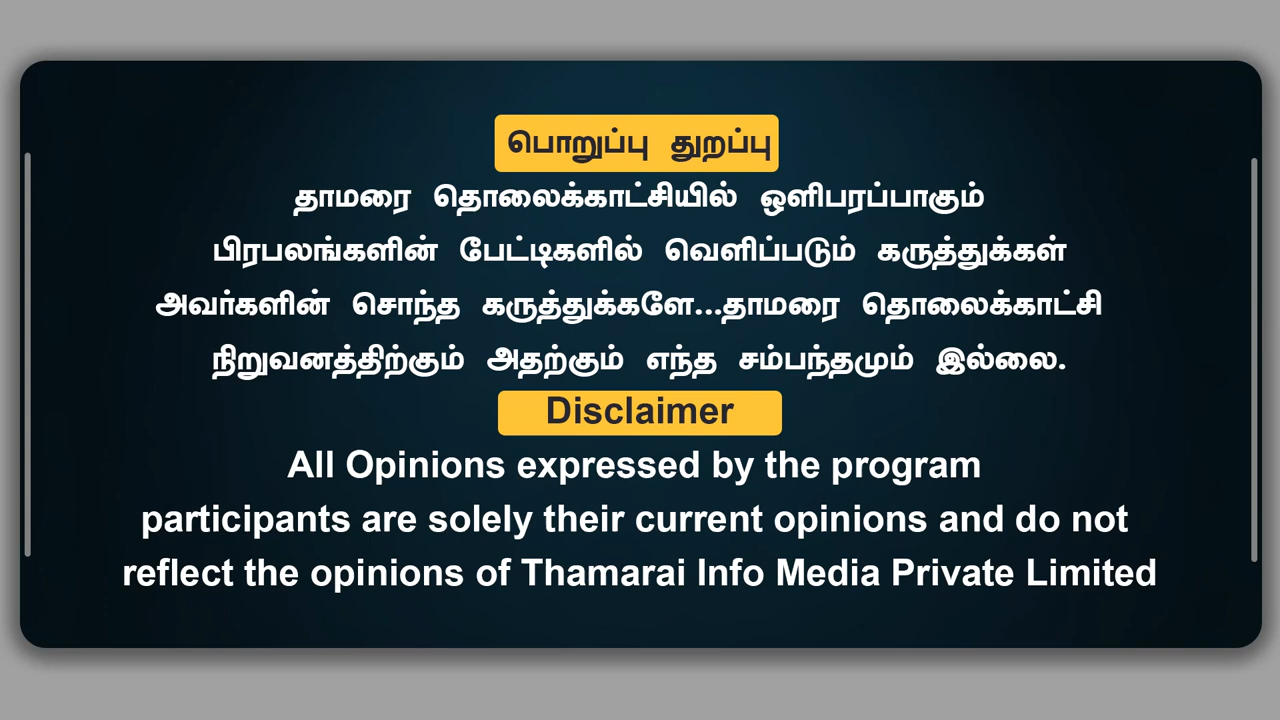 பொறுப்பு துறப்பு
தாமரை தொலைக்காட்சியில் ஒளிபரப்பாகும்
பிரபலங்களின் பேட்டிகளில் வெளிப்படும் கருத்துக்கள்
அவர்களின் சொந்த கருத்துக்களே...தாமரை தொலைக்காட்சி
நிறுவனத்திற்கும் அதற்கும் எந்த சம்பந்தமும் இல்லை.
Disclaimer
All Opinions expressed by the program
participants are solely their current opinions and do not
reflect the opinions of Thamarai Info Media Private Limited